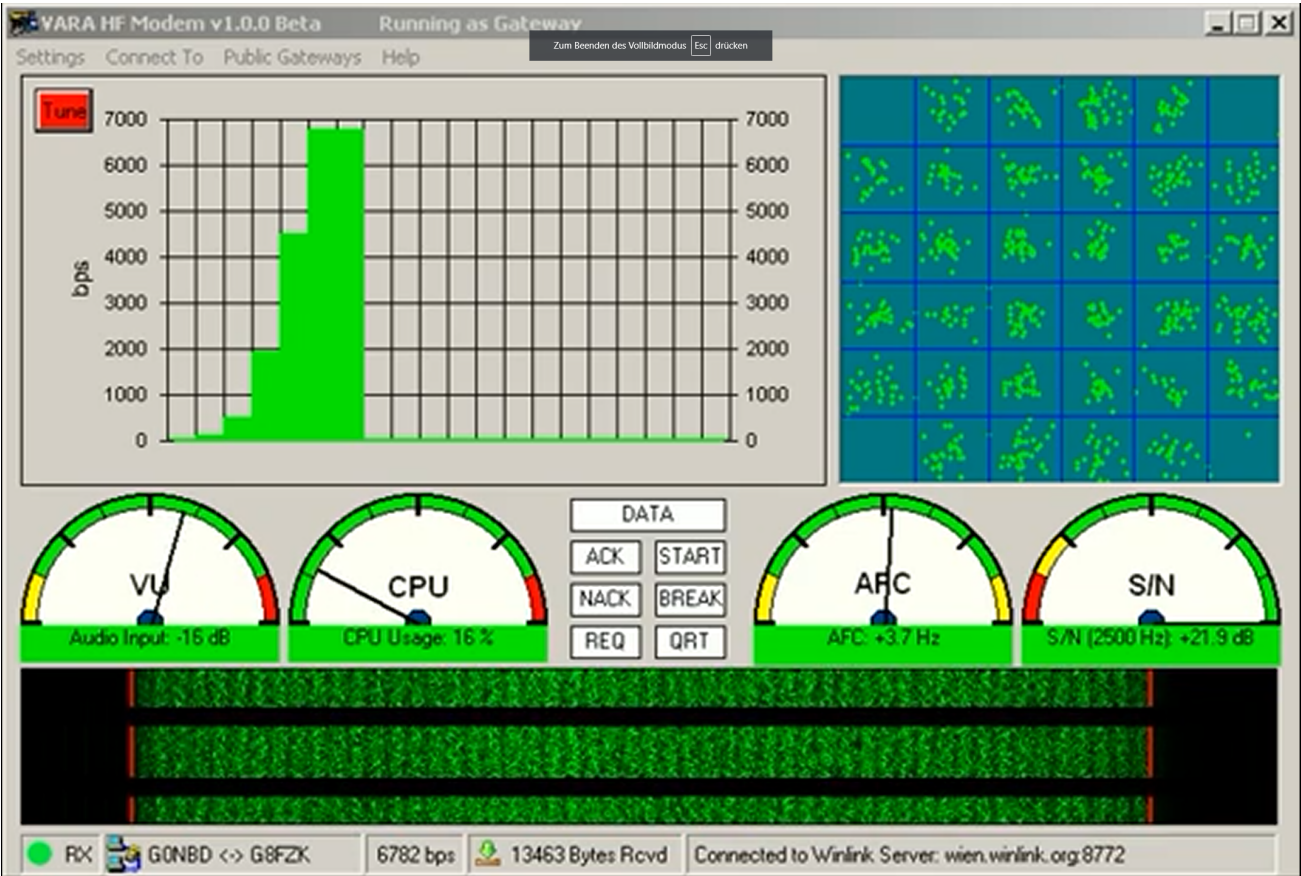 VARA HF Modem v1.0.0 Beta Running as Gateway
Zum Beenden des Vollbildmodus Esc drücken
Settings Connect To Public Gateways Help
Tune
7000 7000
6000 6000
5000 5000
4000 4000
bps
3000 3000
2000 2000
1000 1000
0 0
VU CPU AFC S/N
DATA
ACK START
NACK BREAK
REQ QRT
Audio Input: -16 dB
CPU Usage: 16 %
AFC: +3.7 Hz
S/N (2500 Hz): +21.9 dB
RX G0NBD <-> G8FZK 6782 bps 13463 Bytes Rcvd Connected to Winlink Server: wien.winlink.org:8772